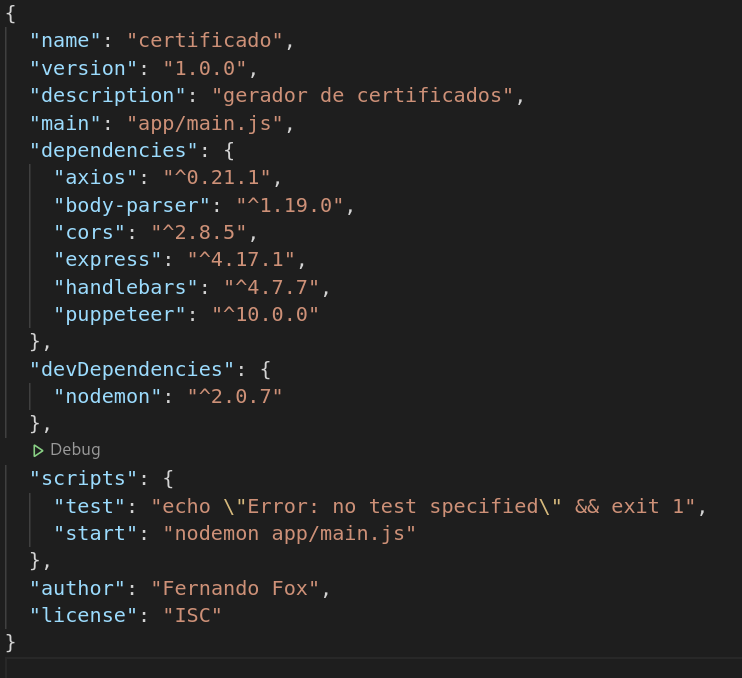 {
  "name": "certificado",
  "version": "1.0.0",
  "description": "gerador de certificados",
  "main": "app/main.js",
  "dependencies": {
    "axios": "^0.21.1",
    "body-parser": "^1.19.0",
    "cors": "^2.8.5",
    "express": "^4.17.1",
    "handlebars": "^4.7.7",
    "puppeteer": "^10.0.0"
  },
  "devDependencies": {
    "nodemon": "^2.0.7"
  },
  Debug
  "scripts": {
    "test": "echo \"Error: no test specified\" && exit 1",
    "start": "nodemon app/main.js"
  },
  "author": "Fernando Fox",
  "license": "ISC"
}